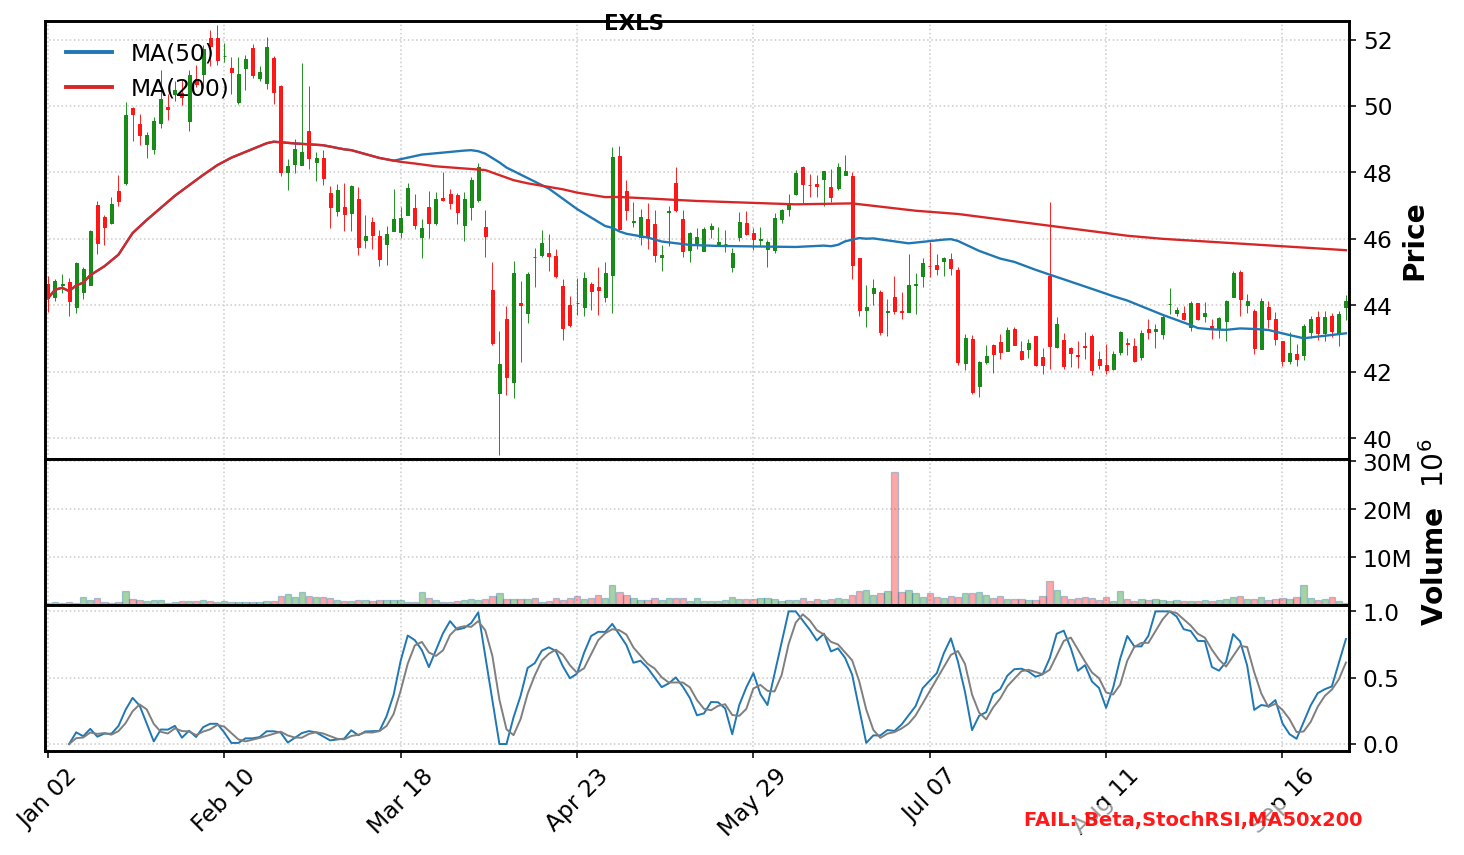 EXLS
MA(50)
MA(200)
52
50
48
46
44
42
40
Price
30M
20M
10M
Volume 10^6
1.0
0.5
0.0
Jan 02
Feb 10
Mar 18
Apr 23
May 29
Jul 07
Aug 11
Sep 16
FAIL: Beta,StochRSI,MA50x200